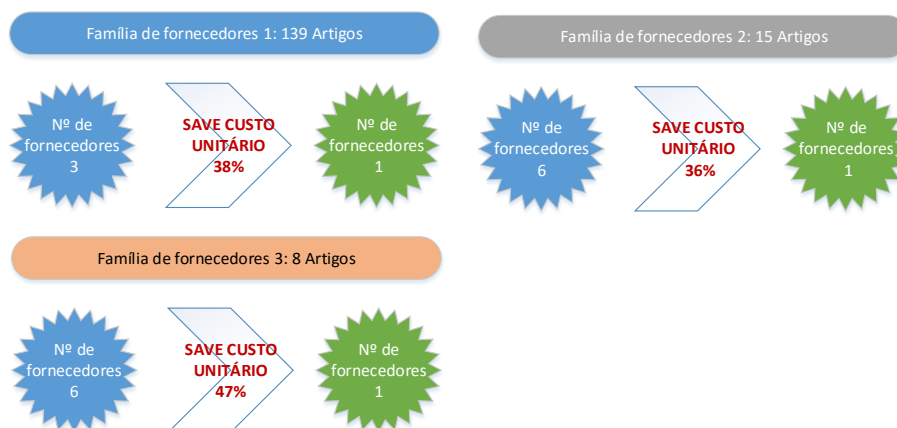 Família de fornecedores 1: 139 Artigos
Nº de
fornecedores
3
SAVE CUSTO
UNITÁRIO
38%
Nº de
fornecedores
1
Família de fornecedores 2: 15 Artigos
Nº de
fornecedores
6
SAVE CUSTO
UNITÁRIO
36%
Nº de
fornecedores
1
Família de fornecedores 3: 8 Artigos
Nº de
fornecedores
6
SAVE CUSTO
UNITÁRIO
47%
Nº de
fornecedores
1